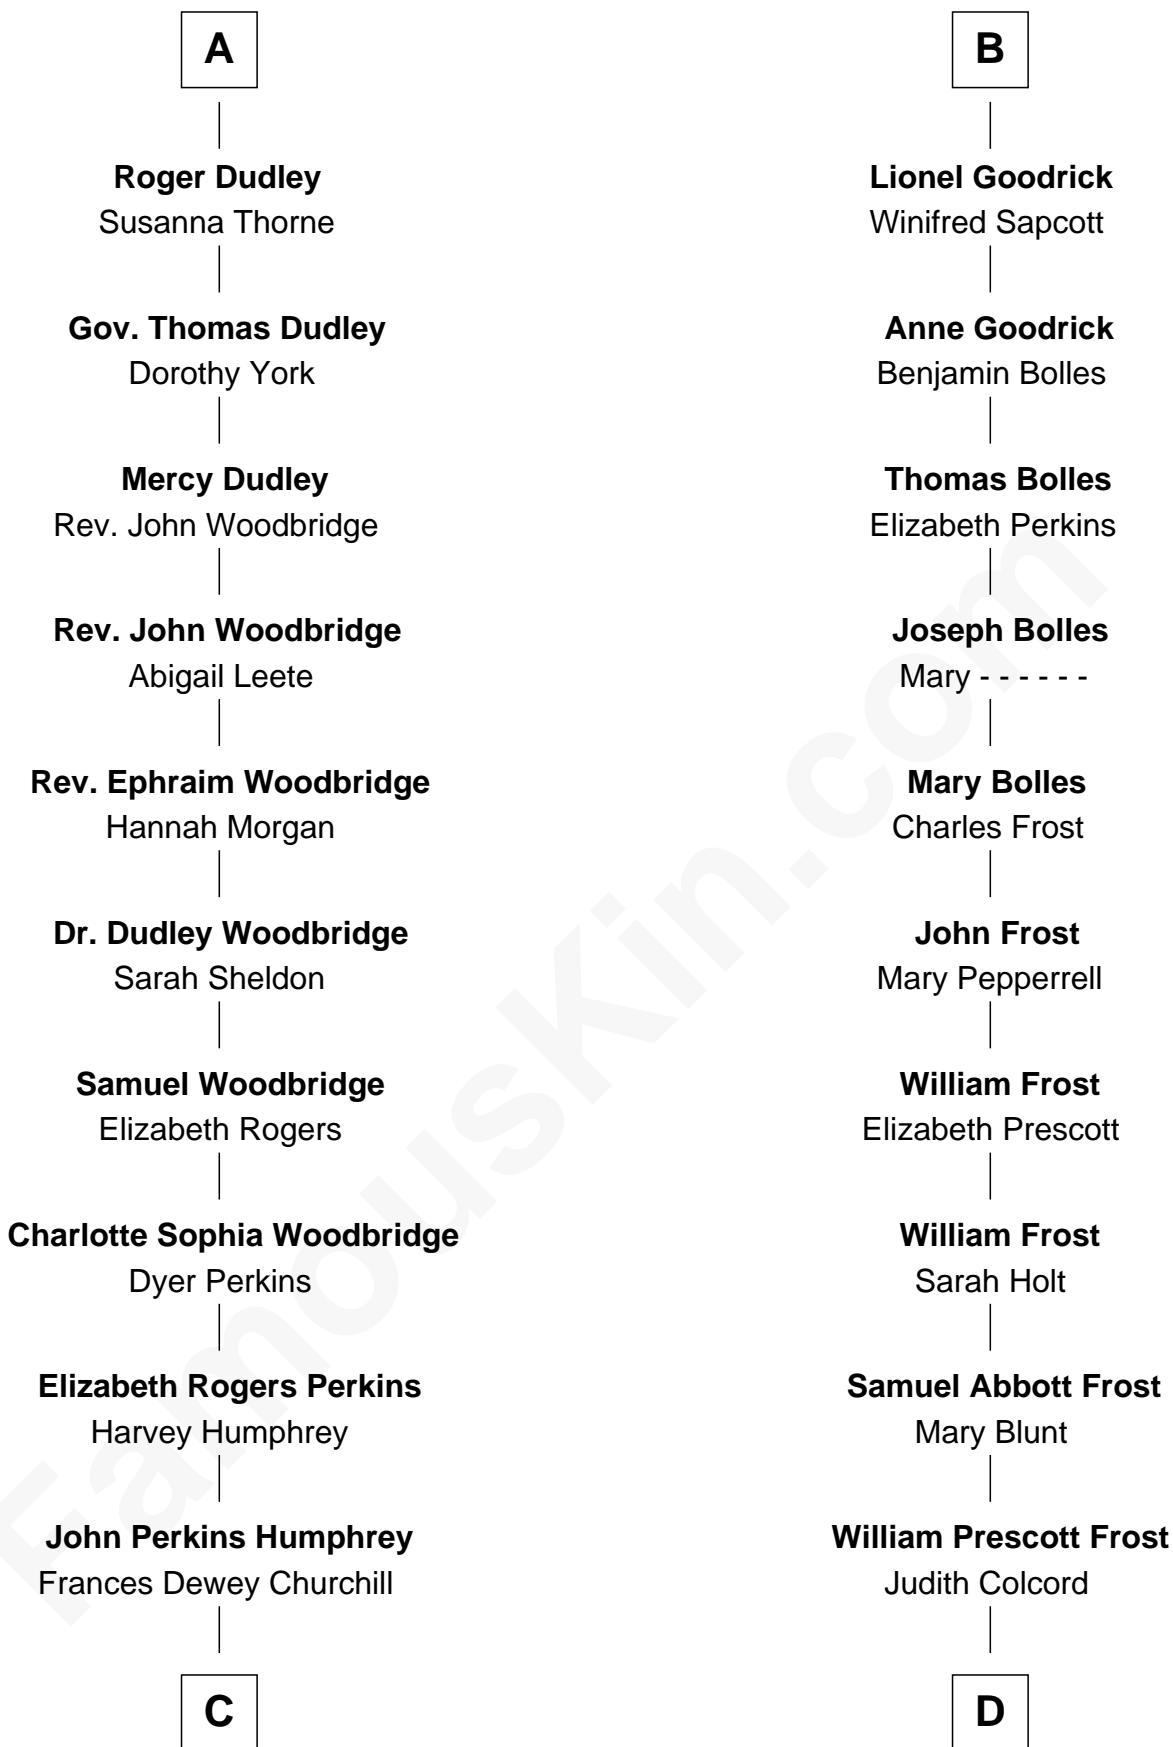 A
Roger Dudley
Susanna Thorne
Gov. Thomas Dudley
Dorothy York
Mercy Dudley
Rev. John Woodbridge
Rev. John Woodbridge
Abigail Leete
Rev. Ephraim Woodbridge
Hannah Morgan
Dr. Dudley Woodbridge
Sarah Sheldon
Samuel Woodbridge
Elizabeth Rogers
Charlotte Sophia Woodbridge
Dyer Perkins
Elizabeth Rogers Perkins
Harvey Humphrey
John Perkins Humphrey
Frances Dewey Churchill
C
B
Lionel Goodrick
Winifred Sapcott
Anne Goodrick
Benjamin Bolles
Thomas Bolles
Elizabeth Perkins
Joseph Bolles
Mary - - - - - -
Mary Bolles
Charles Frost
John Frost
Mary Pepperrell
William Frost
Elizabeth Prescott
William Frost
Sarah Holt
Samuel Abbott Frost
Mary Blunt
William Prescott Frost
Judith Colcord
D
FamousKin.com